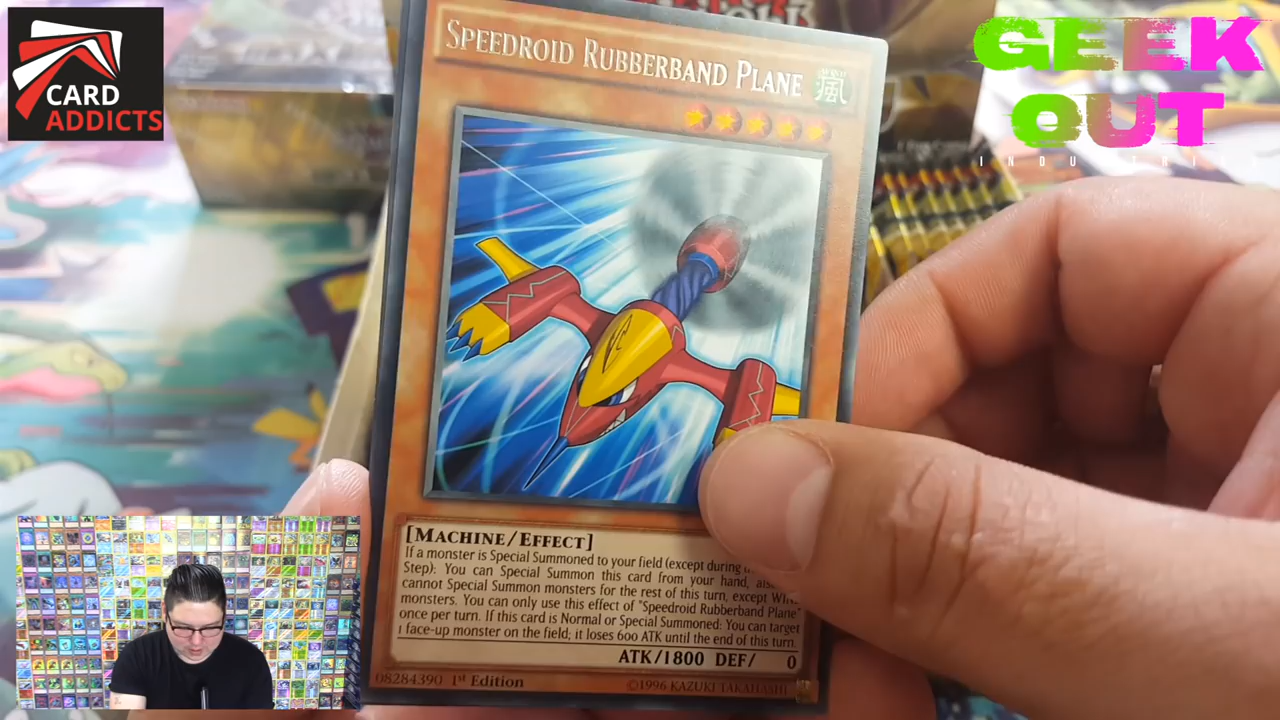 CARD
ADDICTS
GEEK
OUT
SPEEDROID RUBBERBAND PLANE
風
[MACHINE/EFFECT]
If a monster is Special Summoned to your field (except during
Step): You can Special Summon this card from your hand,
cannot Special Summon monsters for the rest of this turn, except
monsters. You can only use this effect of "Speedroid Rubberband Plane"
once per turn. If this card is Normal or Special Summoned: You can target
1 face-up monster on the field; it loses 600 ATK until the end of this turn.
ATK/1800 DEF/ 0
08284390 1st Edition ©1996 KAZUKI TAKAHASHI